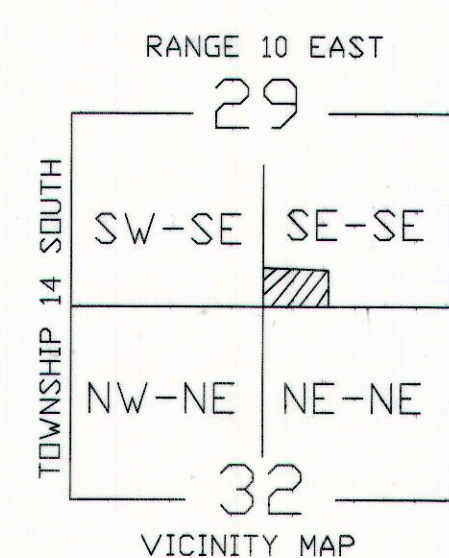 RANGE 10 EAST
29
TOWNSHIP 14 SOUTH
SW-SE SE-SE
NW-NE NE-NE
32
VICINITY MAP